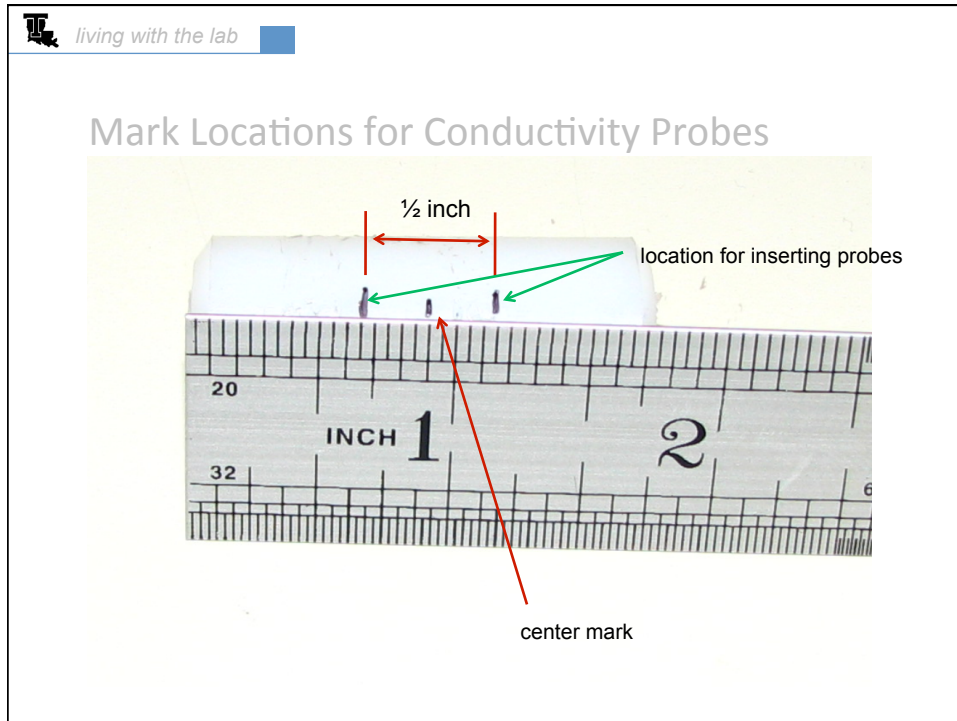 living with the lab
Mark Locations for Conductivity Probes
½ inch
location for inserting probes
20
INCH 1
2
32
6
center mark